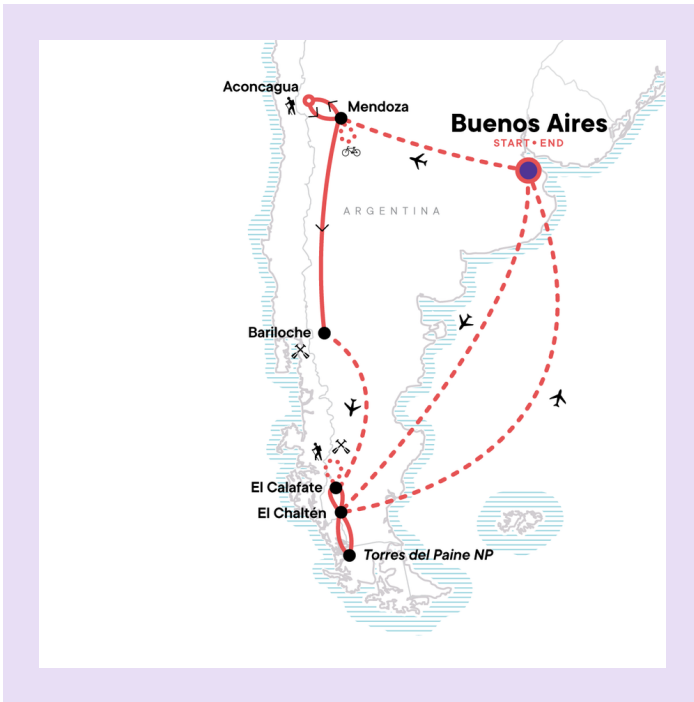 Aconcagua
Mendoza
Buenos Aires
START • END
ARGENTINA
Bariloche
El Calafate
El Chaltén
Torres del Paine NP